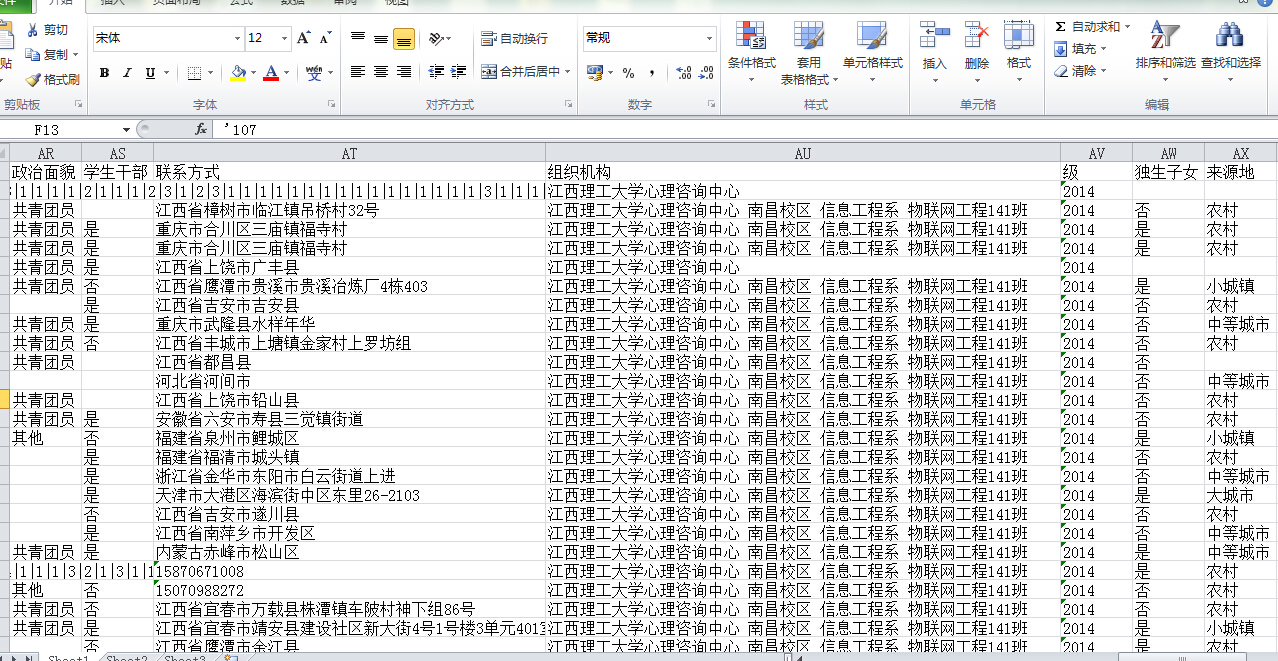 文件 开始 插入 页面布局 公式 数据 审阅 视图
剪切
复制
格式刷
剪贴板
宋体 12
B I U
字体
自动换行
合并后居中
对齐方式
常规
数字
条件格式 套用表格格式 单元格样式
样式
插入 删除 格式
单元格
Σ 自动求和
填充
清除
排序和筛选 查找和选择
编辑
F13 fx '107
AR AS AT AU AV AW AX
政治面貌 学生干部 联系方式 组织机构 级 独生子女 来源地
江西理工大学心理咨询中心 2014
共青团员 江西省樟树市临江镇吊桥村32号 江西理工大学心理咨询中心 南昌校区 信息工程系 物联网工程141班 2014 否 农村
共青团员 是 重庆市合川区三庙镇福寺村 江西理工大学心理咨询中心 南昌校区 信息工程系 物联网工程141班 2014 是 农村
共青团员 是 重庆市合川区三庙镇福寺村 江西理工大学心理咨询中心 南昌校区 信息工程系 物联网工程141班 2014 是 农村
共青团员 是 江西省上饶市广丰县 江西理工大学心理咨询中心 2014
共青团员 否 江西省鹰潭市贵溪市贵溪冶炼厂4栋403 江西理工大学心理咨询中心 南昌校区 信息工程系 物联网工程141班 2014 是 小城镇
是 江西省吉安市吉安县 江西理工大学心理咨询中心 南昌校区 信息工程系 物联网工程141班 2014 否 农村
共青团员 是 重庆市武隆县水样年华 江西理工大学心理咨询中心 南昌校区 信息工程系 物联网工程141班 2014 否 中等城市
共青团员 否 江西省丰城市上塘镇金家村上罗坊组 江西理工大学心理咨询中心 南昌校区 信息工程系 物联网工程141班 2014 否 农村
共青团员 江西省都昌县 江西理工大学心理咨询中心 南昌校区 信息工程系 物联网工程141班 2014 否
河北省河间市 江西理工大学心理咨询中心 南昌校区 信息工程系 物联网工程141班 2014 否 中等城市
共青团员 江西省上饶市铅山县 江西理工大学心理咨询中心 南昌校区 信息工程系 物联网工程141班 2014 否 农村
共青团员 是 安徽省六安市寿县三觉镇街道 江西理工大学心理咨询中心 南昌校区 信息工程系 物联网工程141班 2014 否 农村
其他 否 福建省泉州市鲤城区 江西理工大学心理咨询中心 南昌校区 信息工程系 物联网工程141班 2014 是 小城镇
是 福建省福清市城头镇 江西理工大学心理咨询中心 南昌校区 信息工程系 物联网工程141班 2014 否 农村
是 浙江省金华市东阳市白云街道上进 江西理工大学心理咨询中心 南昌校区 信息工程系 物联网工程141班 2014 否 中等城市
是 天津市大港区海滨街中区东里26-2103 江西理工大学心理咨询中心 南昌校区 信息工程系 物联网工程141班 2014 是 大城市
否 江西省吉安市遂川县 江西理工大学心理咨询中心 南昌校区 信息工程系 物联网工程141班 2014 否 农村
是 江西省南萍乡市开发区 江西理工大学心理咨询中心 南昌校区 信息工程系 物联网工程141班 2014 否 中等城市
共青团员 是 内蒙古赤峰市松山区 江西理工大学心理咨询中心 南昌校区 信息工程系 物联网工程141班 2014 是 中等城市
|1|1|1|3|2|1|3|1|1 15870671008 江西理工大学心理咨询中心 南昌校区 信息工程系 物联网工程141班 2014 是 农村
其他 否 15070988272 江西理工大学心理咨询中心 南昌校区 信息工程系 物联网工程141班 2014 否 农村
共青团员 否 江西省宜春市万载县株潭镇车陂村神下组86号 江西理工大学心理咨询中心 南昌校区 信息工程系 物联网工程141班 2014 否 农村
共青团员 是 江西省宜春市靖安县建设社区新大街4号1号楼3单元401室 江西理工大学心理咨询中心 南昌校区 信息工程系 物联网工程141班 2014 是 小城镇
否 江西省鹰潭市余江县 江西理工大学心理咨询中心 南昌校区 信息工程系 物联网工程141班 2014 是 农村
Sheet1 Sheet2 Sheet3